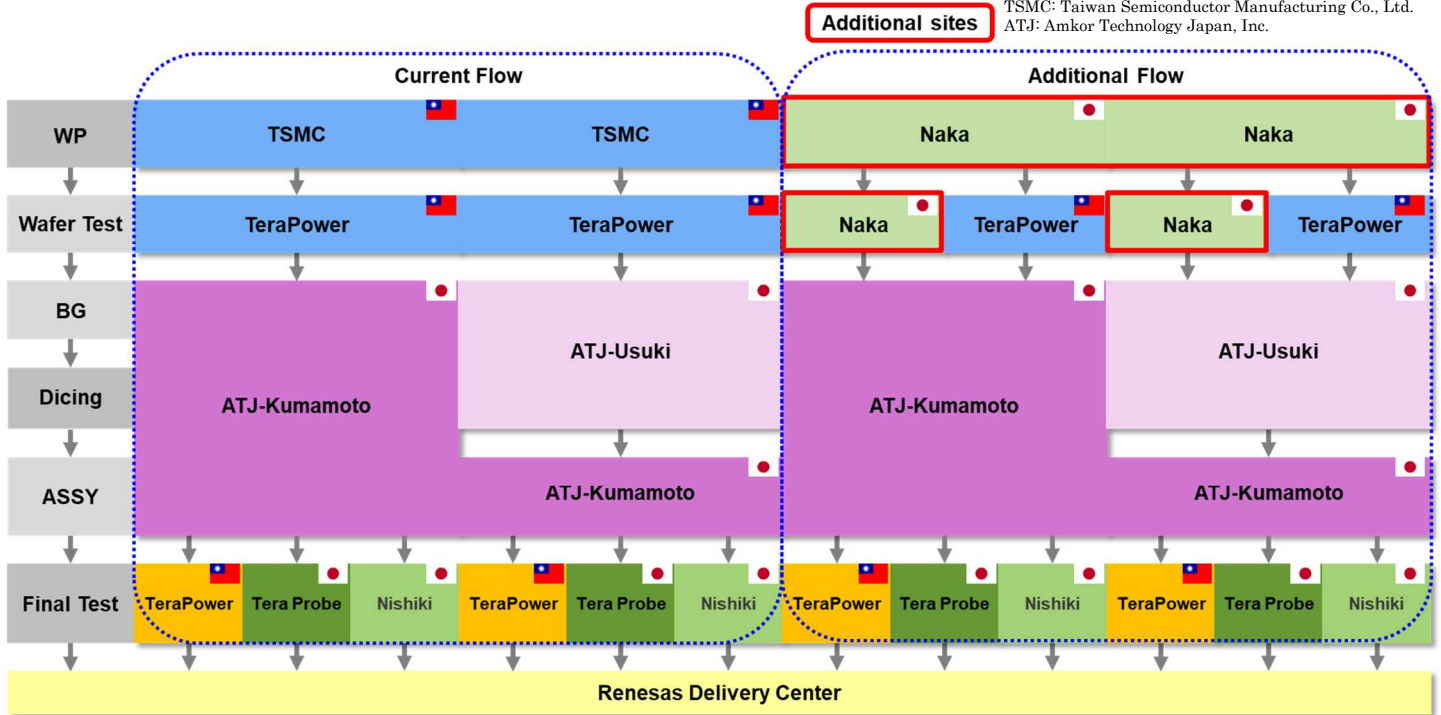 TSMC: Taiwan Semiconductor Manufacturing Co., Ltd.
Additional sites
ATJ: Amkor Technology Japan, Inc.
Current Flow
Additional Flow
WP
TSMC
TSMC
Naka
Naka
Wafer Test
TeraPower
TeraPower
Naka
TeraPower
Naka
TeraPower
BG
ATJ-Usuki
ATJ-Usuki
Dicing
ATJ-Kumamoto
ATJ-Kumamoto
ASSY
ATJ-Kumamoto
ATJ-Kumamoto
Final Test
TeraPower
Tera Probe
Nishiki
TeraPower
Tera Probe
Nishiki
TeraPower
Tera Probe
Nishiki
TeraPower
Tera Probe
Nishiki
Renesas Delivery Center